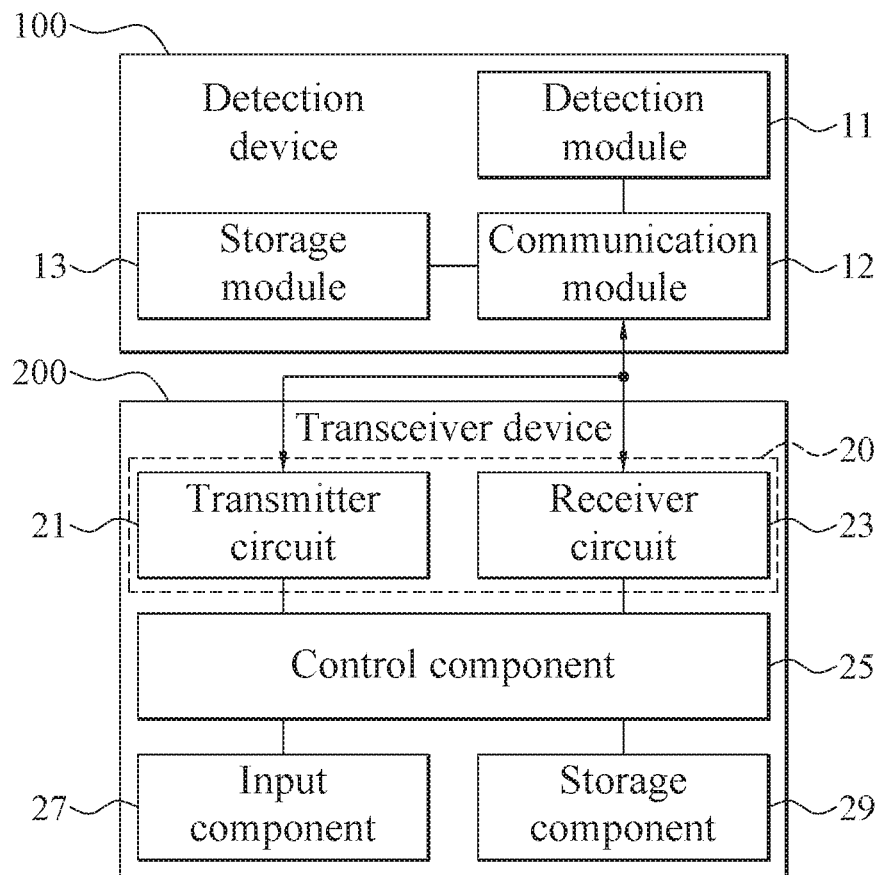 100
Detection
device
Detection
module
11
Storage
module
13
Communication
module
12
200
Transceiver device
20
Transmitter
circuit
21
Receiver
circuit
23
Control component
25
Input
component
27
Storage
component
29